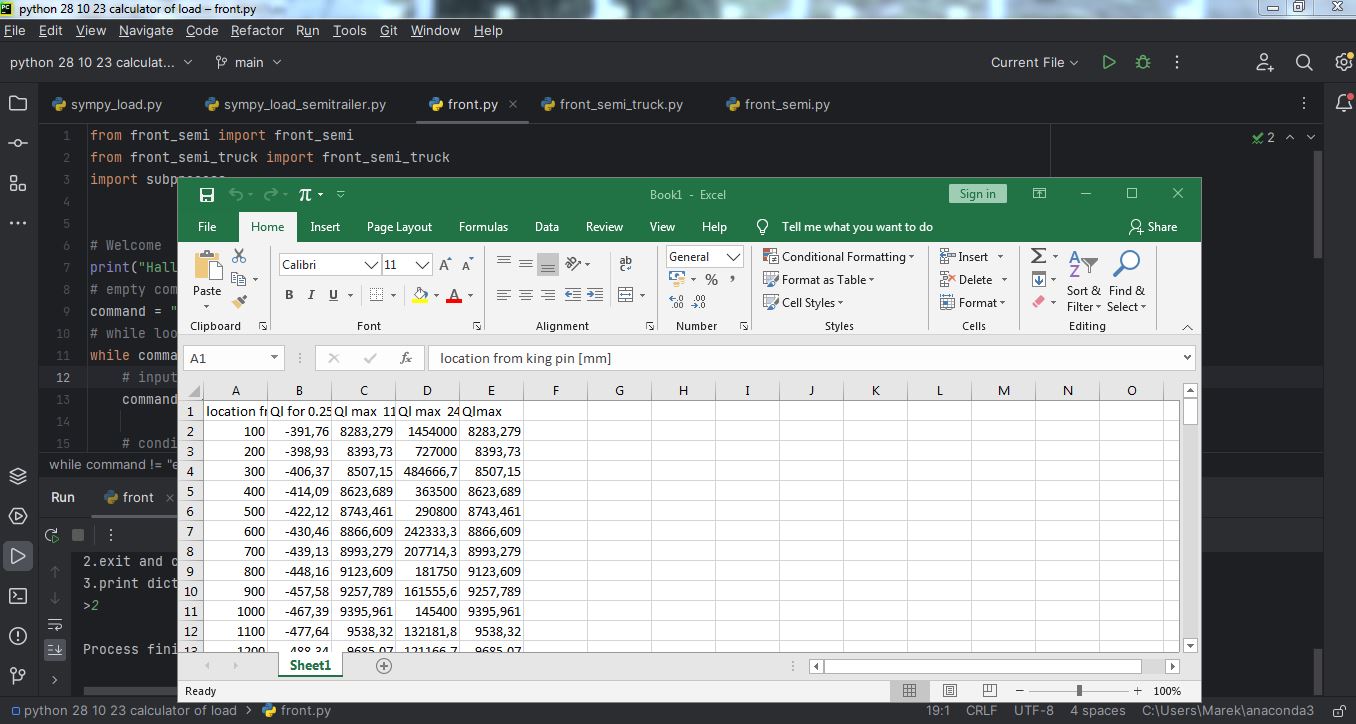 python 28 10 23 calculator of load – front.py
File Edit View Navigate Code Refactor Run Tools Git Window Help
python 28 10 23 calculat... main Current File
sympy_load.py sympy_load_semitrailer.py front.py front_semi_truck.py front_semi.py
1 from front_semi import front_semi
2 from front_semi_truck import front_semi_truck
3 import subprocess
4
5
6 # Welcome
7 print("Hall
8 # empty com
9 command = "
10 # while loo
11 while comma
12 # input
13 command
14
15 # condi
2
while command != "e
Run front
2.exit and o
3.print dict
>2
Process fini
Book1 - Excel
Sign in
File Home Insert Page Layout Formulas Data Review View Help Tell me what you want to do Share
Paste
Calibri 11
B I U
General
Conditional Formatting
Format as Table
Cell Styles
Insert
Delete
Format
Sort & Filter
Find & Select
Clipboard Font Alignment Number Styles Cells Editing
A1 fx location from king pin [mm]
A B C D E F G H I J K L M N O
1 location fr Ql for 0.25 Ql max 11 Ql max 24 Qlmax
2 100 -391,76 8283,279 1454000 8283,279
3 200 -398,93 8393,73 727000 8393,73
4 300 -406,37 8507,15 484666,7 8507,15
5 400 -414,09 8623,689 363500 8623,689
6 500 -422,12 8743,461 290800 8743,461
7 600 -430,46 8866,609 242333,3 8866,609
8 700 -439,13 8993,279 207714,3 8993,279
9 800 -448,16 9123,609 181750 9123,609
10 900 -457,58 9257,789 161555,6 9257,789
11 1000 -467,39 9395,961 145400 9395,961
12 1100 -477,64 9538,32 132181,8 9538,32
13 1200 -488,34 9685,07 121166,7 9685,07
Sheet1
Ready 100%
python 28 10 23 calculator of load > front.py 19:1 CRLF UTF-8 4 spaces C:\Users\Marek\anaconda3